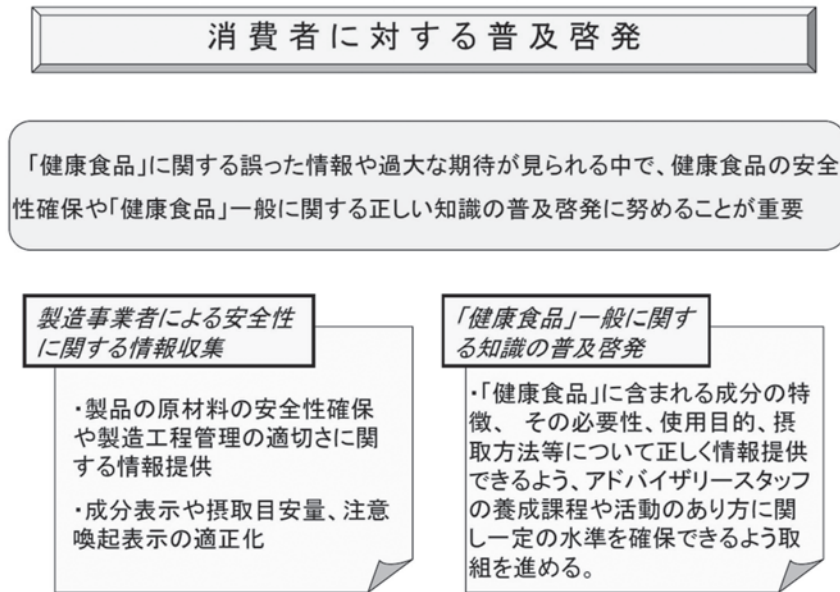 消費者に対する普及啓発
「健康食品」に関する誤った情報や過大な期待が見られる中で、健康食品の安全
性確保や「健康食品」一般に関する正しい知識の普及啓発に努めることが重要
製造事業者による安全性
に関する情報収集
・製品の原材料の安全性確保
や製造工程管理の適切さに関
する情報提供
・成分表示や摂取目安量、注意
喚起表示の適正化
「健康食品」一般に関す
る知識の普及啓発
・「健康食品」に含まれる成分の特
徴、 その必要性、使用目的、摂
取方法等について正しく情報提供
できるよう、アドバイザリースタッフ
の養成課程や活動のあり方に関
し一定の水準を確保できるよう取
組を進める。